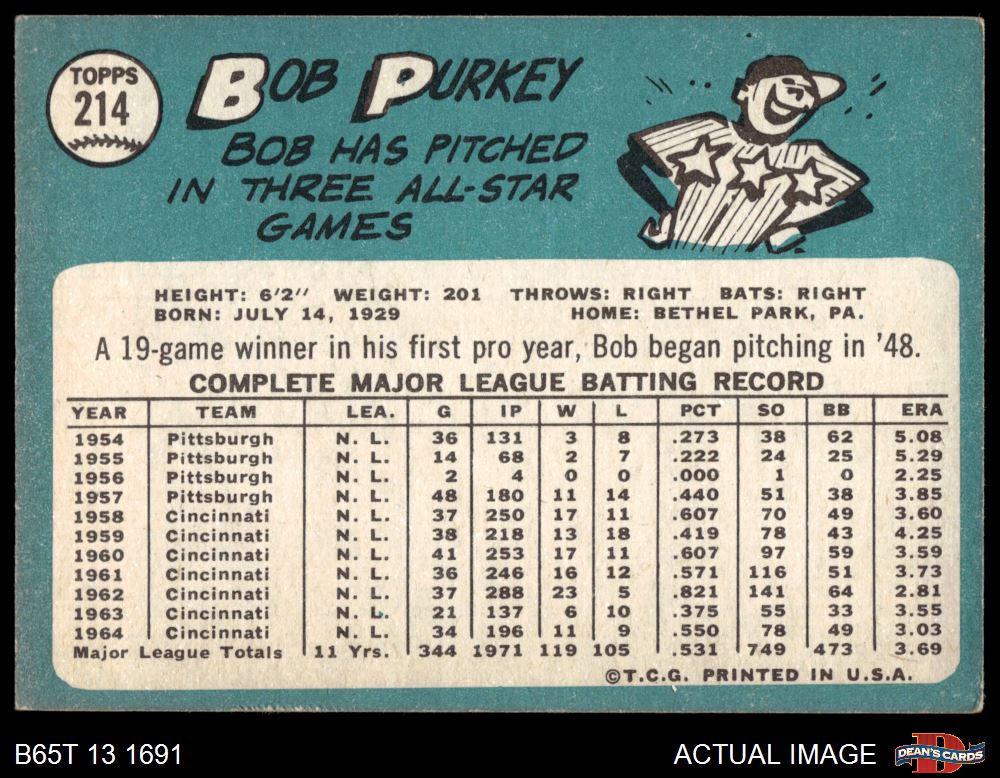 TOPPS
214
BOB PURKEY
BOB HAS PITCHED
IN THREE ALL-STAR
GAMES
HEIGHT: 6'2" WEIGHT: 201 THROWS: RIGHT BATS: RIGHT
BORN: JULY 14, 1929 HOME: BETHEL PARK, PA.
A 19-game winner in his first pro year, Bob began pitching in '48.
COMPLETE MAJOR LEAGUE BATTING RECORD
YEAR TEAM LEA. G IP W L PCT SO BB ERA
1954 Pittsburgh N. L. 36 131 3 8 .273 38 62 5.08
1955 Pittsburgh N. L. 14 68 2 7 .222 24 25 5.29
1956 Pittsburgh N. L. 2 4 0 0 .000 1 0 2.25
1957 Pittsburgh N. L. 48 180 11 14 .440 51 38 3.85
1958 Cincinnati N. L. 37 250 17 11 .607 70 49 3.60
1959 Cincinnati N. L. 38 218 13 18 .419 78 43 4.25
1960 Cincinnati N. L. 41 253 17 11 .607 97 59 3.59
1961 Cincinnati N. L. 36 246 16 12 .571 116 51 3.73
1962 Cincinnati N. L. 37 288 23 5 .821 141 64 2.81
1963 Cincinnati N. L. 21 137 6 10 .375 55 33 3.55
1964 Cincinnati N. L. 34 196 11 9 .550 78 49 3.03
Major League Totals 11 Yrs. 344 1971 119 105 .531 749 473 3.69
©T.C.G. PRINTED IN U.S.A.
B65T 13 1691 ACTUAL IMAGE DEAN'S CARDS